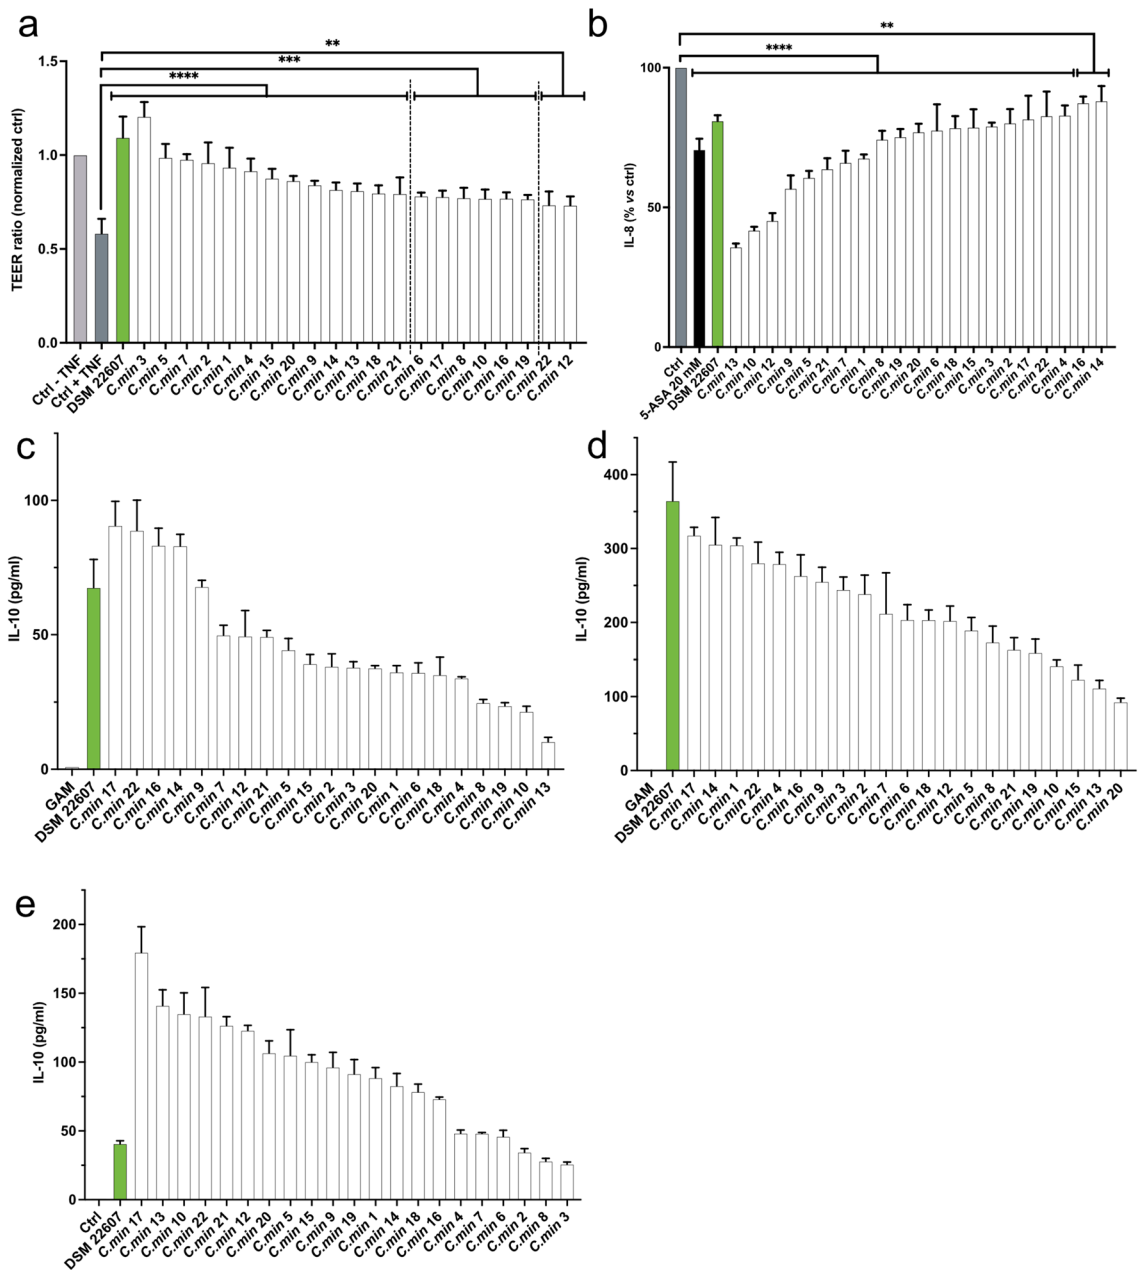 a
**
***
****
1.5
1.0
0.5
0.0
TEER ratio (normalized ctrl)
Ctrl - TNF
Ctrl + TNF
DSM 22607
C.min 3
C.min 5
C.min 7
C.min 2
C.min 1
C.min 4
C.min 15
C.min 20
C.min 9
C.min 14
C.min 13
C.min 18
C.min 21
C.min 6
C.min 17
C.min 8
C.min 10
C.min 16
C.min 19
C.min 22
C.min 12
b
**
****
100
50
0
IL-8 (% vs ctrl)
Ctrl
5-ASA 20 mM
DSM 22607
C.min 13
C.min 10
C.min 12
C.min 9
C.min 5
C.min 21
C.min 7
C.min 1
C.min 8
C.min 19
C.min 20
C.min 6
C.min 18
C.min 15
C.min 3
C.min 2
C.min 17
C.min 22
C.min 4
C.min 16
C.min 14
c
100
50
0
IL-10 (pg/ml)
GAM
DSM 22607
C.min 17
C.min 22
C.min 16
C.min 14
C.min 9
C.min 7
C.min 12
C.min 21
C.min 5
C.min 15
C.min 2
C.min 3
C.min 20
C.min 1
C.min 6
C.min 18
C.min 4
C.min 8
C.min 19
C.min 10
C.min 13
d
400
300
200
100
0
IL-10 (pg/ml)
GAM
DSM 22607
C.min 17
C.min 14
C.min 1
C.min 22
C.min 4
C.min 16
C.min 9
C.min 3
C.min 2
C.min 7
C.min 6
C.min 18
C.min 12
C.min 5
C.min 8
C.min 21
C.min 19
C.min 10
C.min 15
C.min 13
C.min 20
e
200
150
100
50
0
IL-10 (pg/ml)
Ctrl
DSM 22607
C.min 17
C.min 13
C.min 10
C.min 22
C.min 21
C.min 12
C.min 20
C.min 5
C.min 15
C.min 9
C.min 19
C.min 1
C.min 14
C.min 18
C.min 16
C.min 4
C.min 7
C.min 6
C.min 2
C.min 8
C.min 3